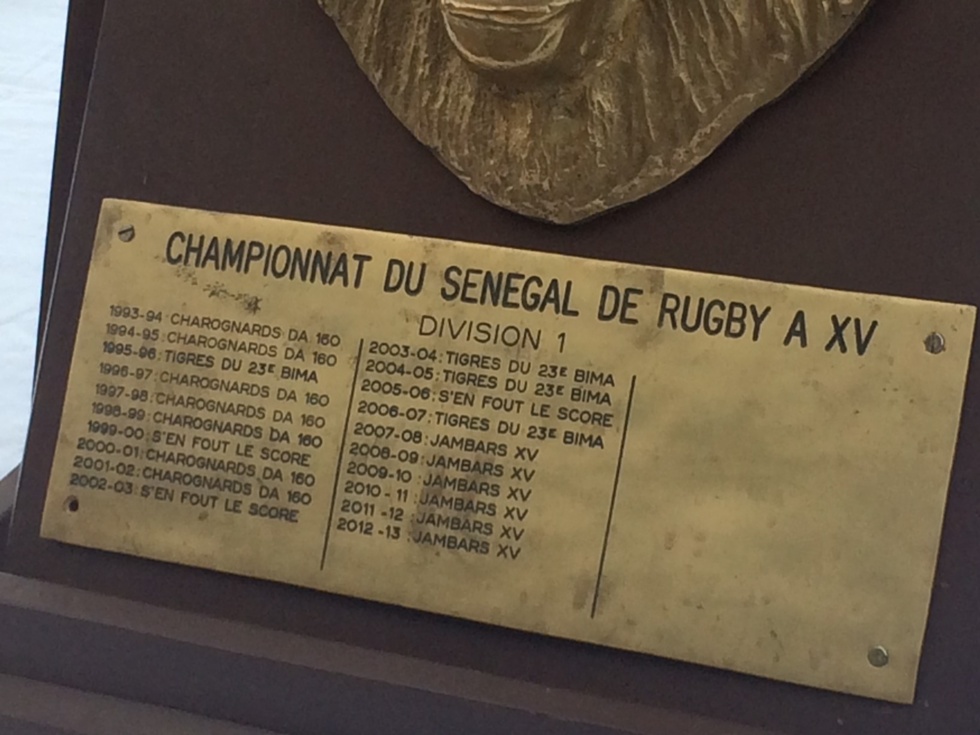 CHAMPIONNAT DU SENEGAL DE RUGBY A XV
DIVISION 1
1993-94: CHAROGNARDS DA 160
1994-95: CHAROGNARDS DA 160
1995-96: TIGRES DU 23E BIMA
1996-97: CHAROGNARDS DA 160
1997-98: CHAROGNARDS DA 160
1998-99: CHAROGNARDS DA 160
1999-00: S'EN FOUT LE SCORE
2000-01: CHAROGNARDS DA 160
2001-02: CHAROGNARDS DA 160
2002-03: S'EN FOUT LE SCORE
2003-04: TIGRES DU 23E BIMA
2004-05: TIGRES DU 23E BIMA
2005-06: S'EN FOUT LE SCORE
2006-07: TIGRES DU 23E BIMA
2007-08: JAMBARS XV
2008-09: JAMBARS XV
2009-10: JAMBARS XV
2010-11: JAMBARS XV
2011-12: JAMBARS XV
2012-13: JAMBARS XV